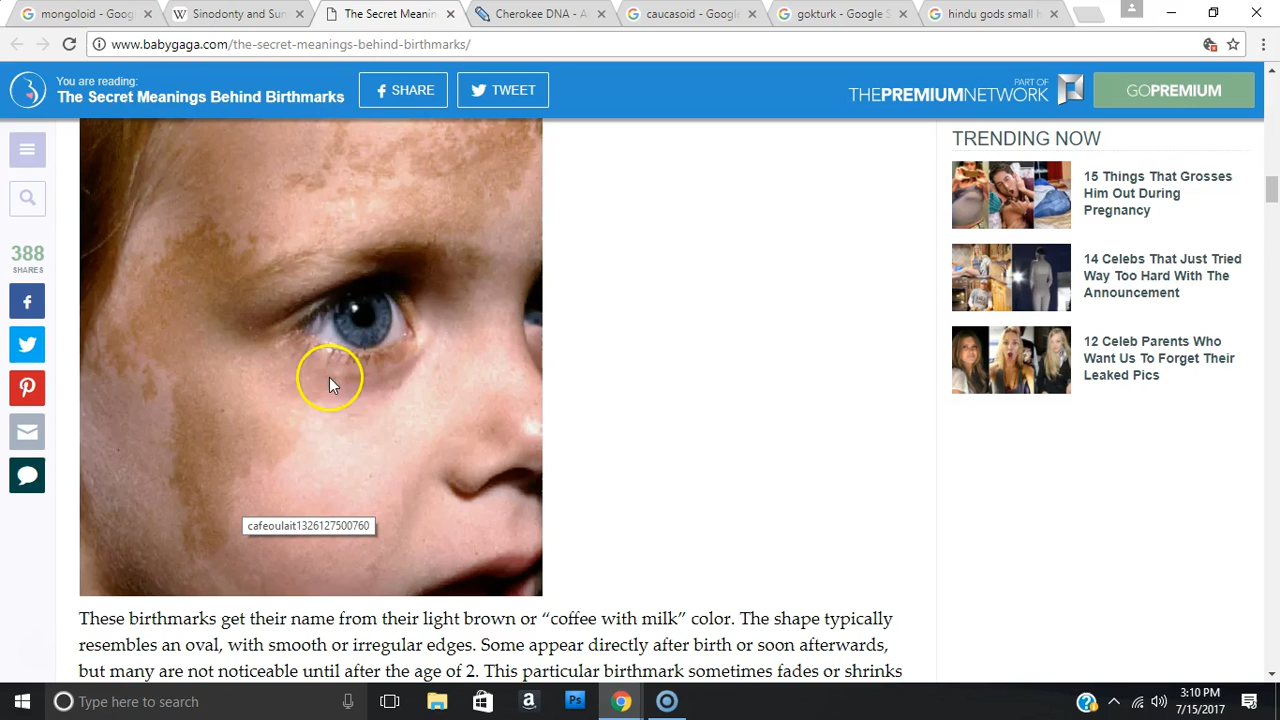 mongolok - Goog
Sinodonty and Sun
The Secret Meanin
Cherokee DNA - A
caucasoid - Google
gokturk - Google S
hindu gods small h
www.babygaga.com/the-secret-meanings-behind-birthmarks/
You are reading:
The Secret Meanings Behind Birthmarks
SHARE
TWEET
PART OF
THEPREMIUMNETWORK
GOPREMIUM
388
SHARES
TRENDING NOW
15 Things That Grosses
Him Out During
Pregnancy
14 Celebs That Just Tried
Way Too Hard With The
Announcement
12 Celeb Parents Who
Want Us To Forget Their
Leaked Pics
cafeoulait1326127500760
These birthmarks get their name from their light brown or “coffee with milk” color. The shape typically
resembles an oval, with smooth or irregular edges. Some appear directly after birth or soon afterwards,
but many are not noticeable until after the age of 2. This particular birthmark sometimes fades or shrinks
Type here to search
3:10 PM
7/15/2017